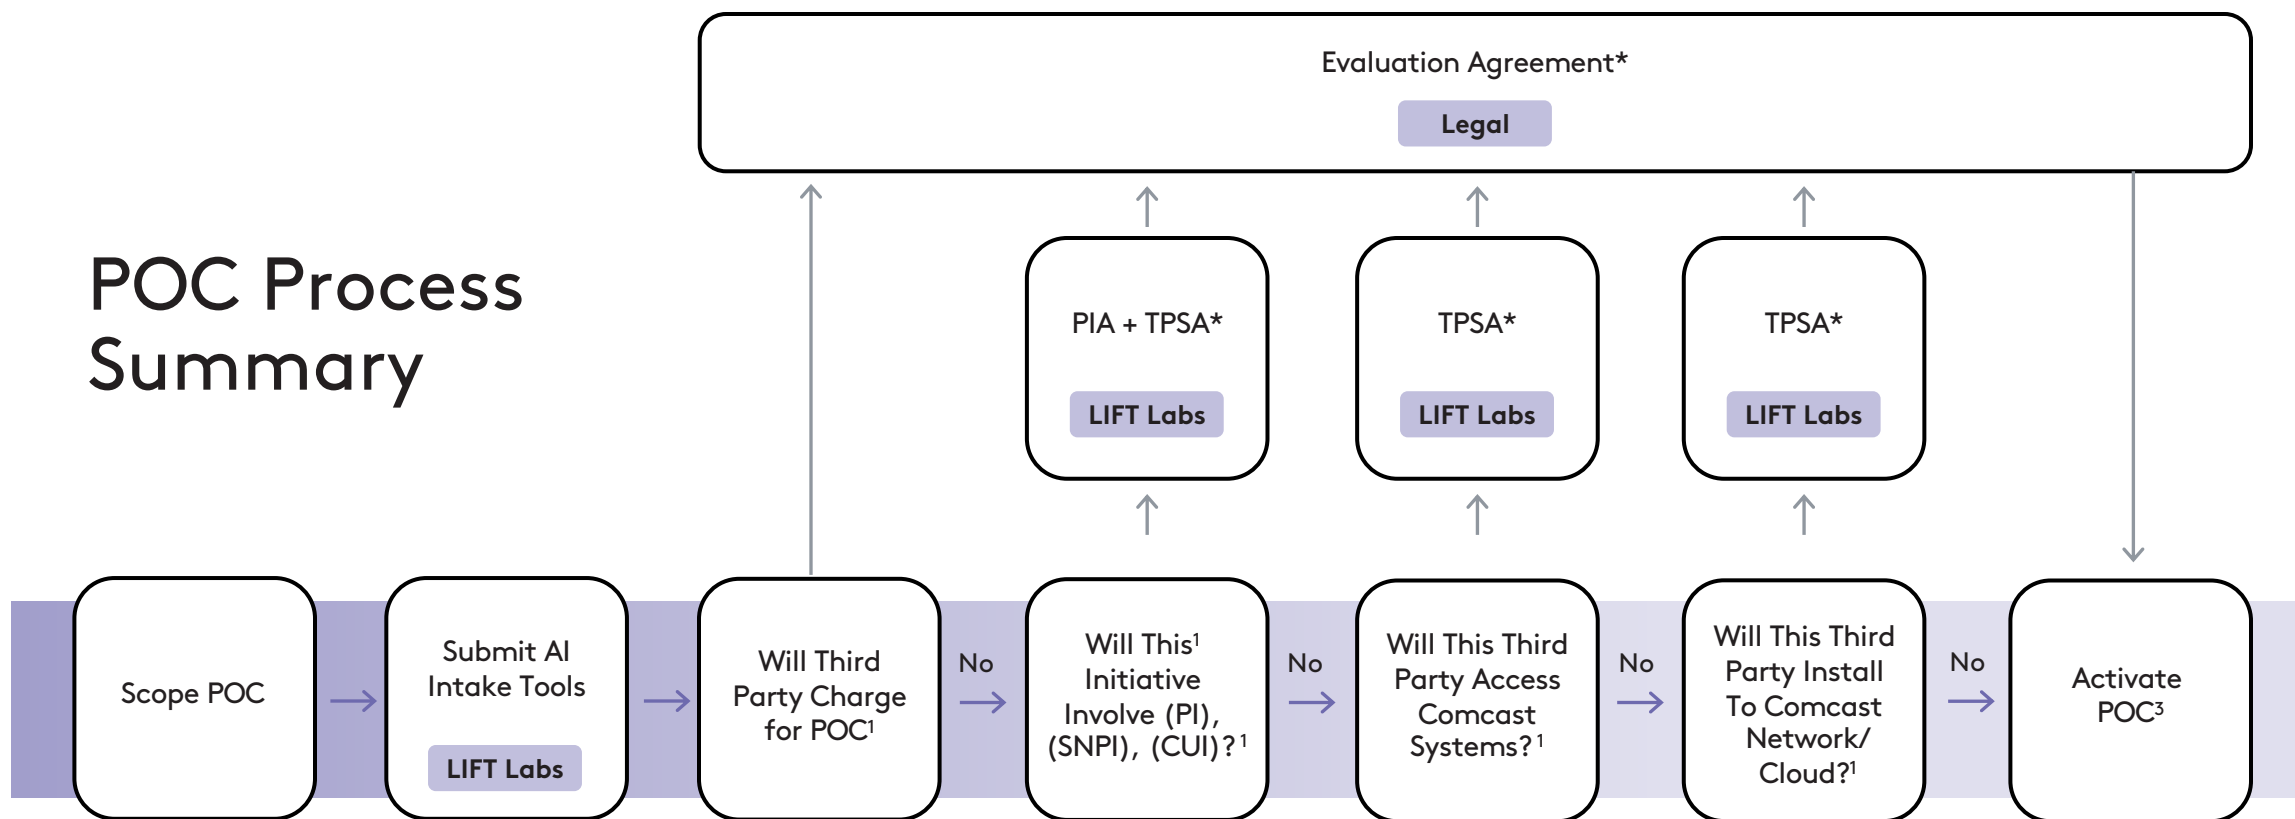 Evaluation Agreement*
Legal
POC Process
Summary
PIA + TPSA*
LIFT Labs
TPSA*
LIFT Labs
TPSA*
LIFT Labs
Scope POC
Submit AI
Intake Tools
LIFT Labs
Will Third
Party Charge
for POC¹
No
Will This¹
Initiative
Involve (PI),
(SNPI), (CUI)?¹
No
Will This Third
Party Access
Comcast
Systems?¹
No
Will This Third
Party Install
To Comcast
Network/
Cloud?¹
No
Activate
POC³